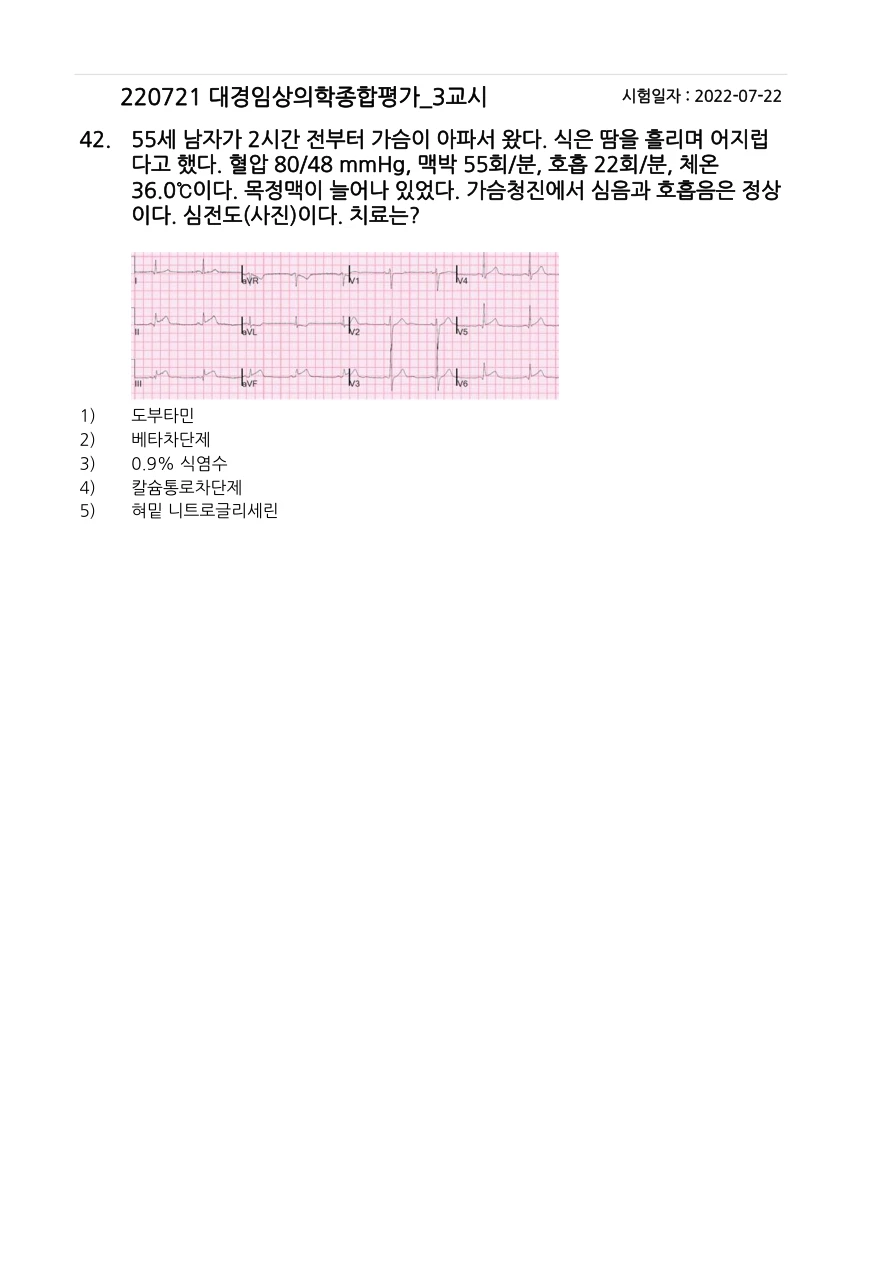 220721 대경임상의학종합평가_3교시
시험일자 : 2022-07-22
42. 55세 남자가 2시간 전부터 가슴이 아파서 왔다. 식은 땀을 흘리며 어지럽
다고 했다. 혈압 80/48 mmHg, 맥박 55회/분, 호흡 22회/분, 체온
36.0℃이다. 목정맥이 늘어나 있었다. 가슴청진에서 심음과 호흡음은 정상
이다. 심전도(사진)이다. 치료는?
I aVR V1 V4
II aVL V2 V5
III aVF V3 V6
1) 도부타민
2) 베타차단제
3) 0.9% 식염수
4) 칼슘통로차단제
5) 혀밑 니트로글리세린